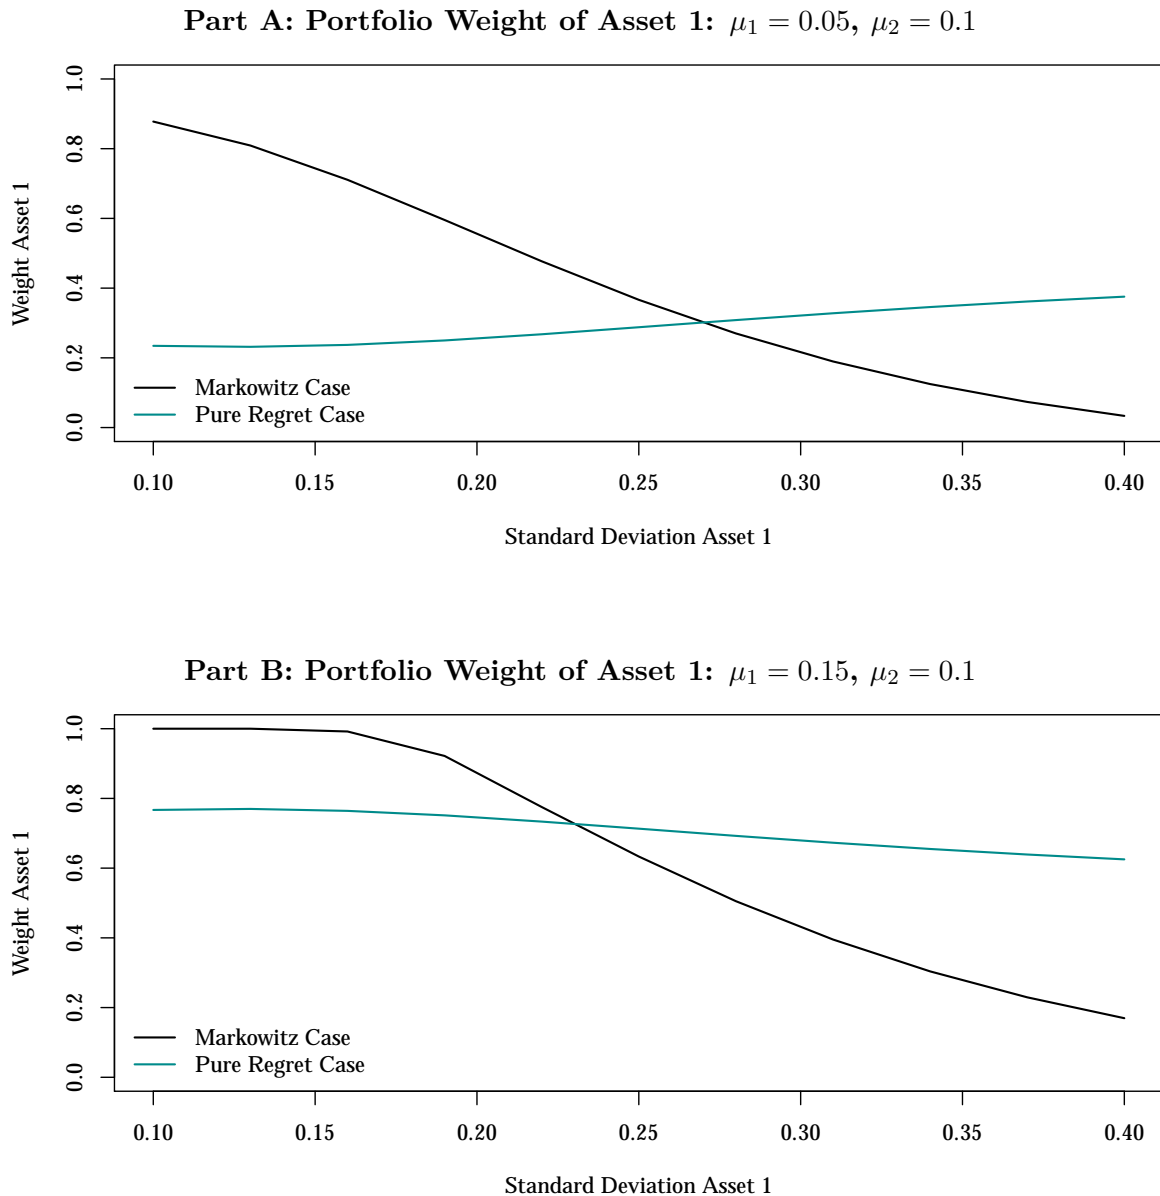 Part A: Portfolio Weight of Asset 1: μ₁ = 0.05, μ₂ = 0.1
Weight Asset 1
1.0
0.8
0.6
0.4
0.2
0.0
Markowitz Case
Pure Regret Case
0.10 0.15 0.20 0.25 0.30 0.35 0.40
Standard Deviation Asset 1
Part B: Portfolio Weight of Asset 1: μ₁ = 0.15, μ₂ = 0.1
Weight Asset 1
1.0
0.8
0.6
0.4
0.2
0.0
Markowitz Case
Pure Regret Case
0.10 0.15 0.20 0.25 0.30 0.35 0.40
Standard Deviation Asset 1